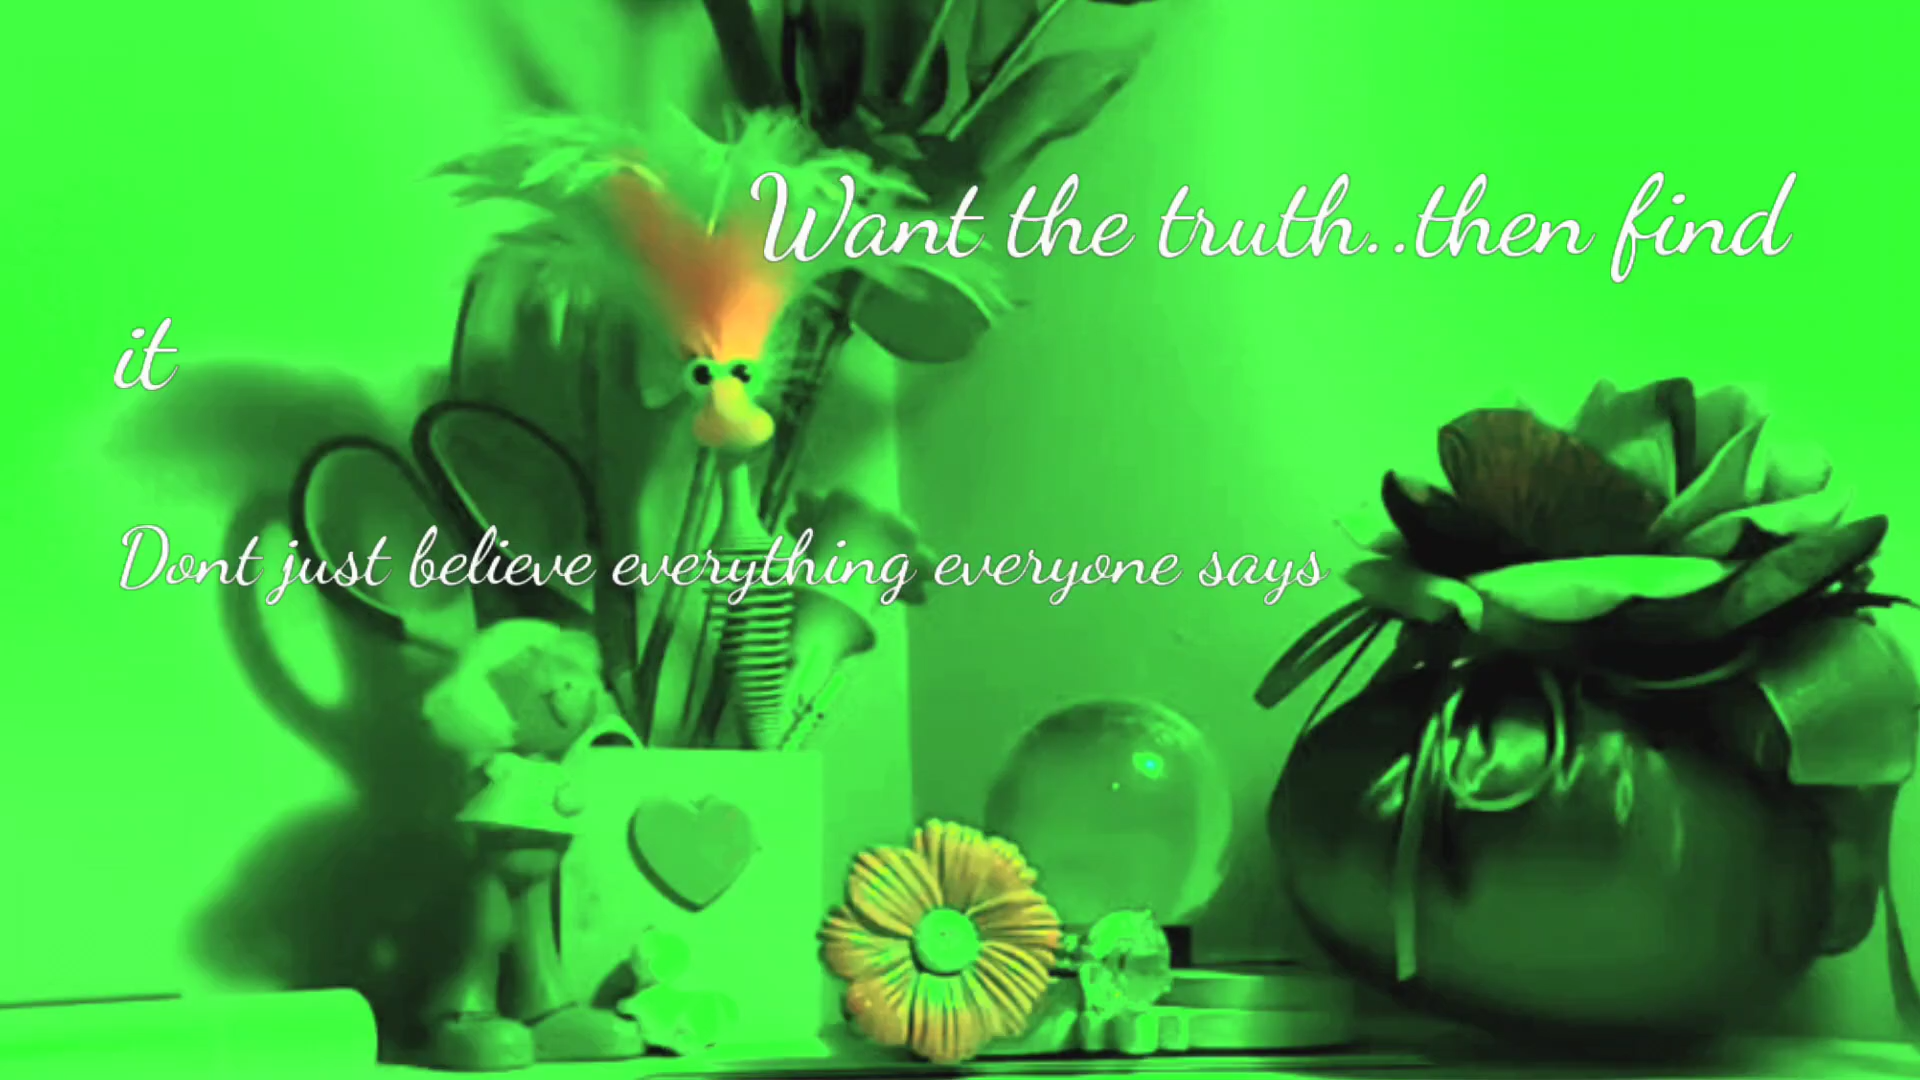 Want the truth..then find
it
Dont just believe everything everyone says